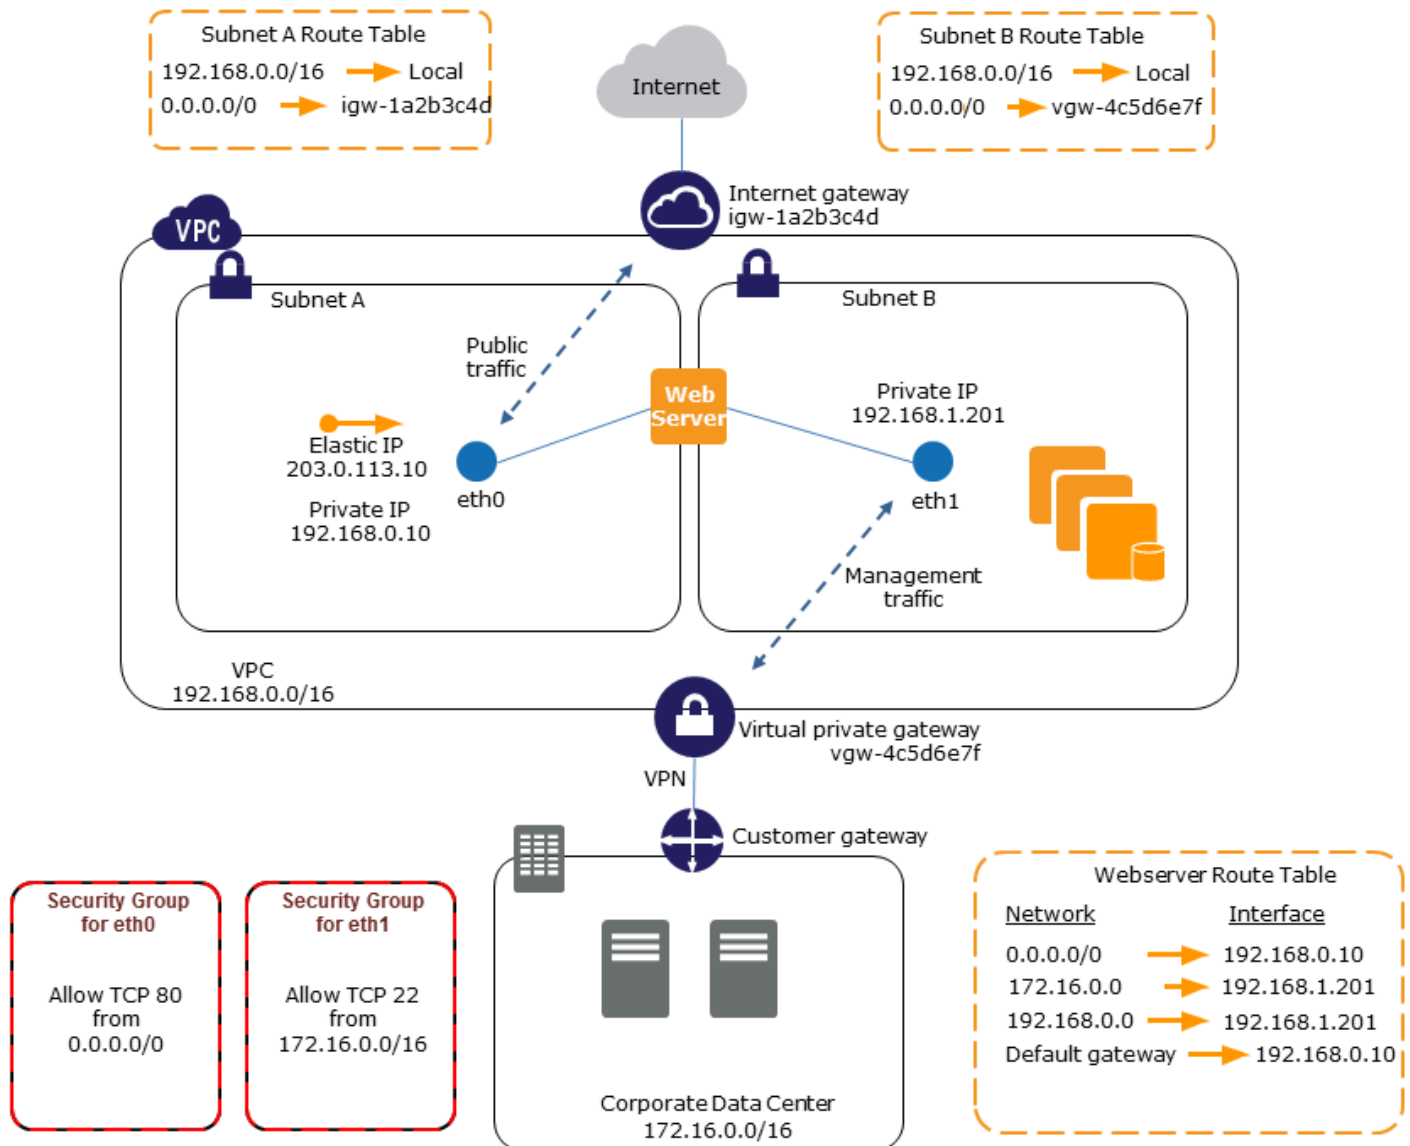 Subnet A Route Table
192.168.0.0/16 Local
0.0.0.0/0 igw-1a2b3c4d
Internet
Subnet B Route Table
192.168.0.0/16 Local
0.0.0.0/0 vgw-4c5d6e7f
Internet gateway
igw-1a2b3c4d
VPC
Subnet A
Subnet B
Public
traffic
Web
Server
Elastic IP
203.0.113.10
Private IP
192.168.0.10
eth0
Private IP
192.168.1.201
eth1
Management
traffic
VPC
192.168.0.0/16
Virtual private gateway
vgw-4c5d6e7f
VPN
Customer gateway
Security Group
for eth0
Allow TCP 80
from
0.0.0.0/0
Security Group
for eth1
Allow TCP 22
from
172.16.0.0/16
Corporate Data Center
172.16.0.0/16
Webserver Route Table
Network Interface
0.0.0.0/0 192.168.0.10
172.16.0.0 192.168.1.201
192.168.0.0 192.168.1.201
Default gateway 192.168.0.10